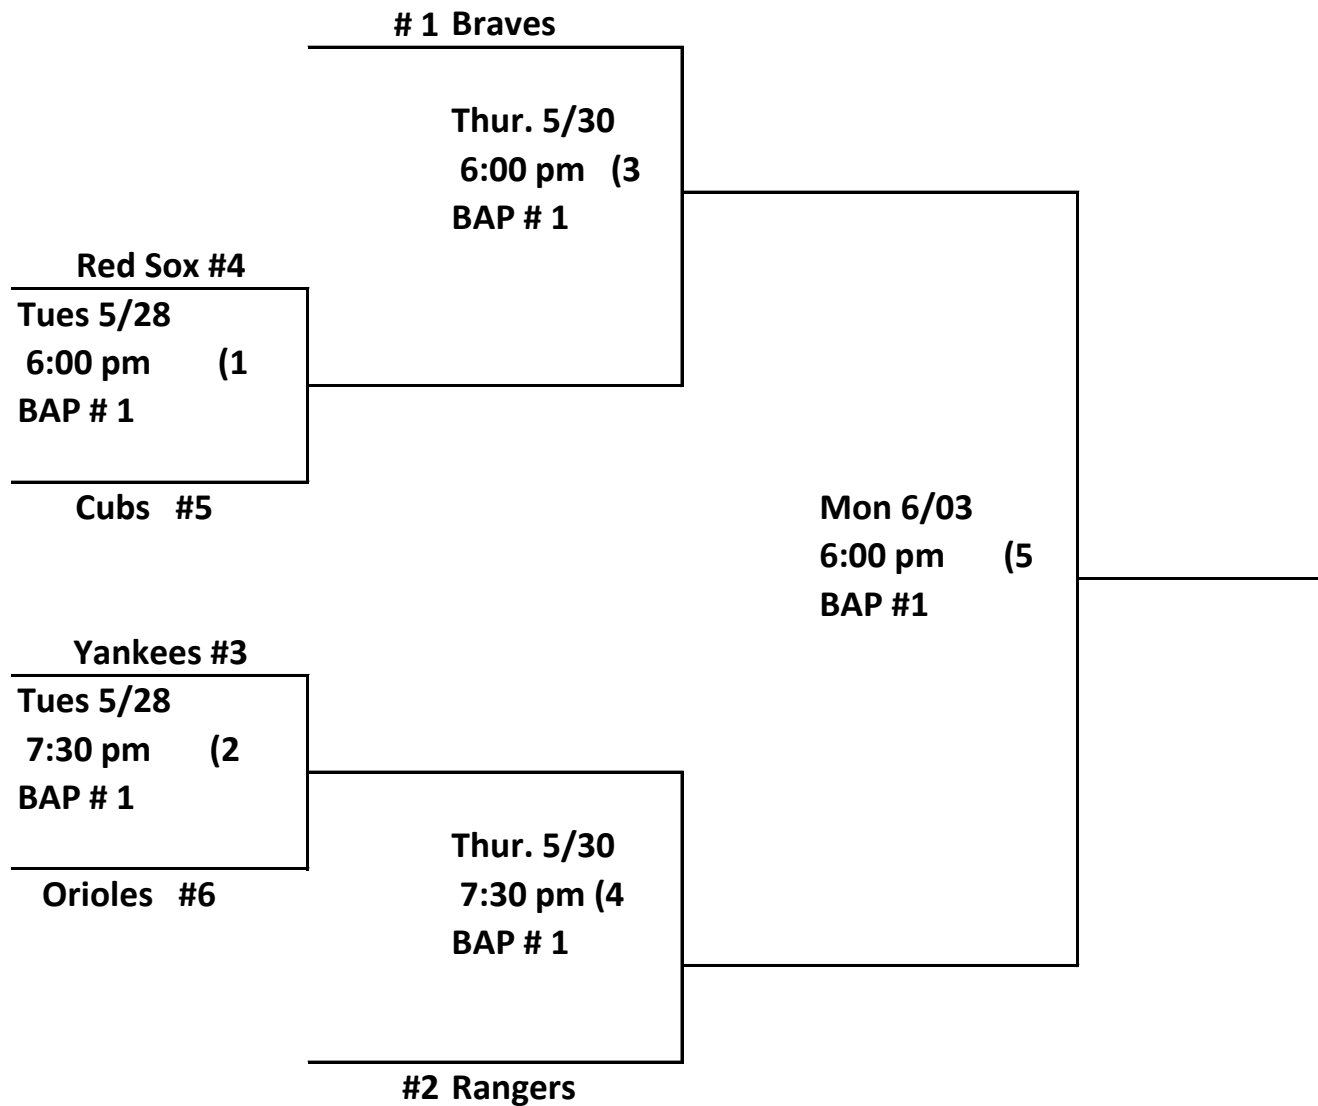 # 1 Braves
Thur. 5/30
6:00 pm (3
BAP # 1
Red Sox #4
Tues 5/28
6:00 pm (1
BAP # 1
Cubs #5
Mon 6/03
6:00 pm (5
BAP #1
Yankees #3
Tues 5/28
7:30 pm (2
BAP # 1
Orioles #6
Thur. 5/30
7:30 pm (4
BAP # 1
#2 Rangers